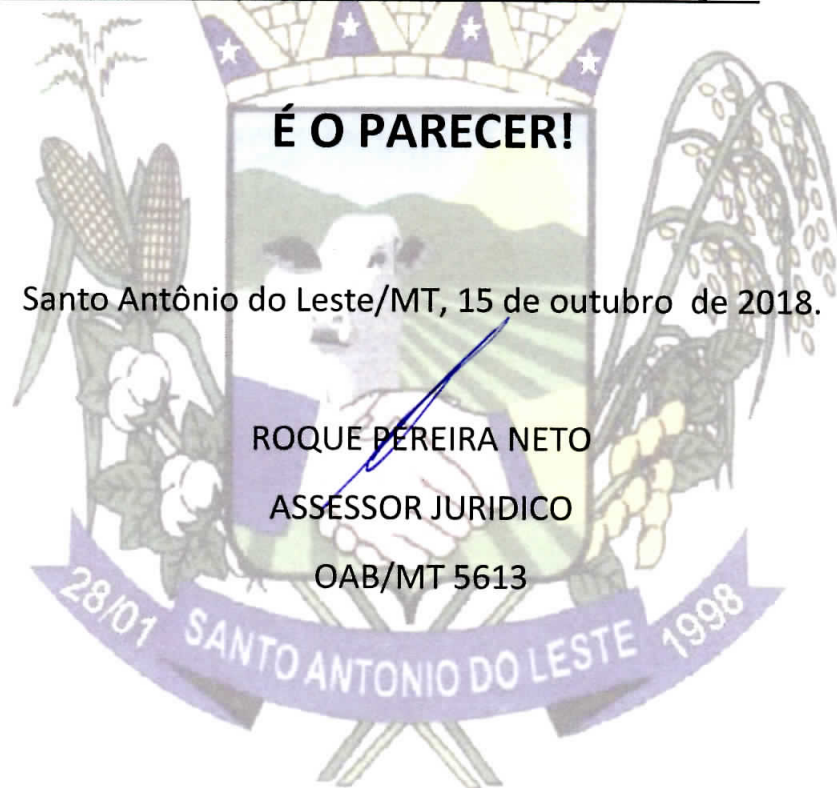 É O PARECER!
Santo Antônio do Leste/MT, 15 de outubro de 2018.
ROQUE PEREIRA NETO
ASSESSOR JURIDICO
OAB/MT 5613
28/01 SANTO ANTONIO DO LESTE 1998